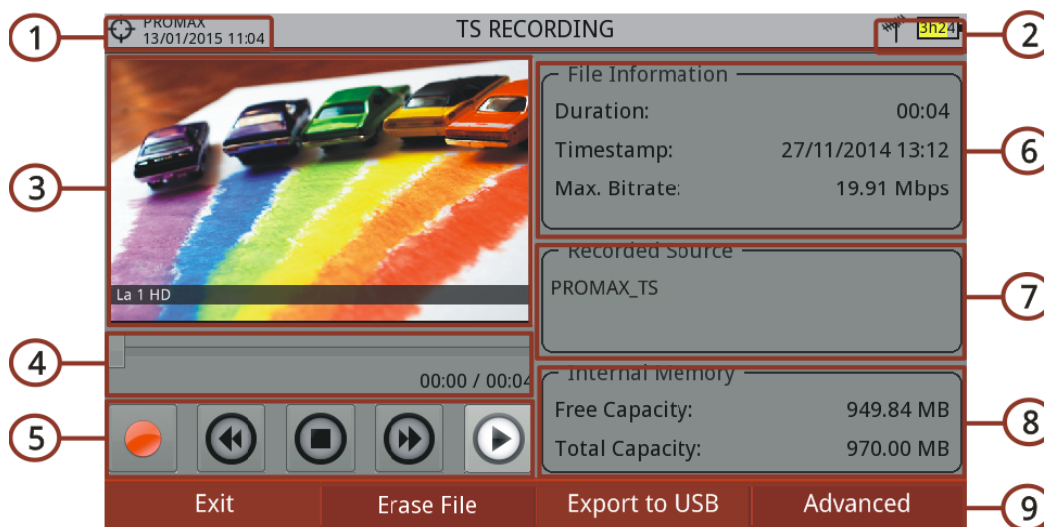 PROMAX
13/01/2015 11:04
TS RECORDING
3h24
1
2
3
La 1 HD
4
00:00 / 00:04
5
File Information
Duration: 00:04
Timestamp: 27/11/2014 13:12
Max. Bitrate: 19.91 Mbps
6
Recorded Source
PROMAX_TS
7
Internal Memory
Free Capacity: 949.84 MB
Total Capacity: 970.00 MB
8
Exit
Erase File
Export to USB
Advanced
9